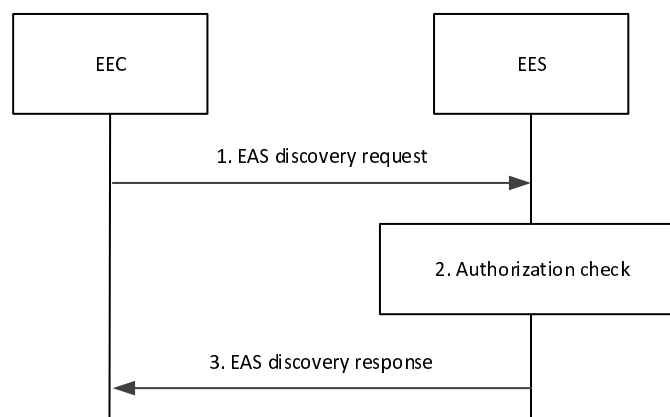 EEC
EES
1. EAS discovery request
2. Authorization check
3. EAS discovery response